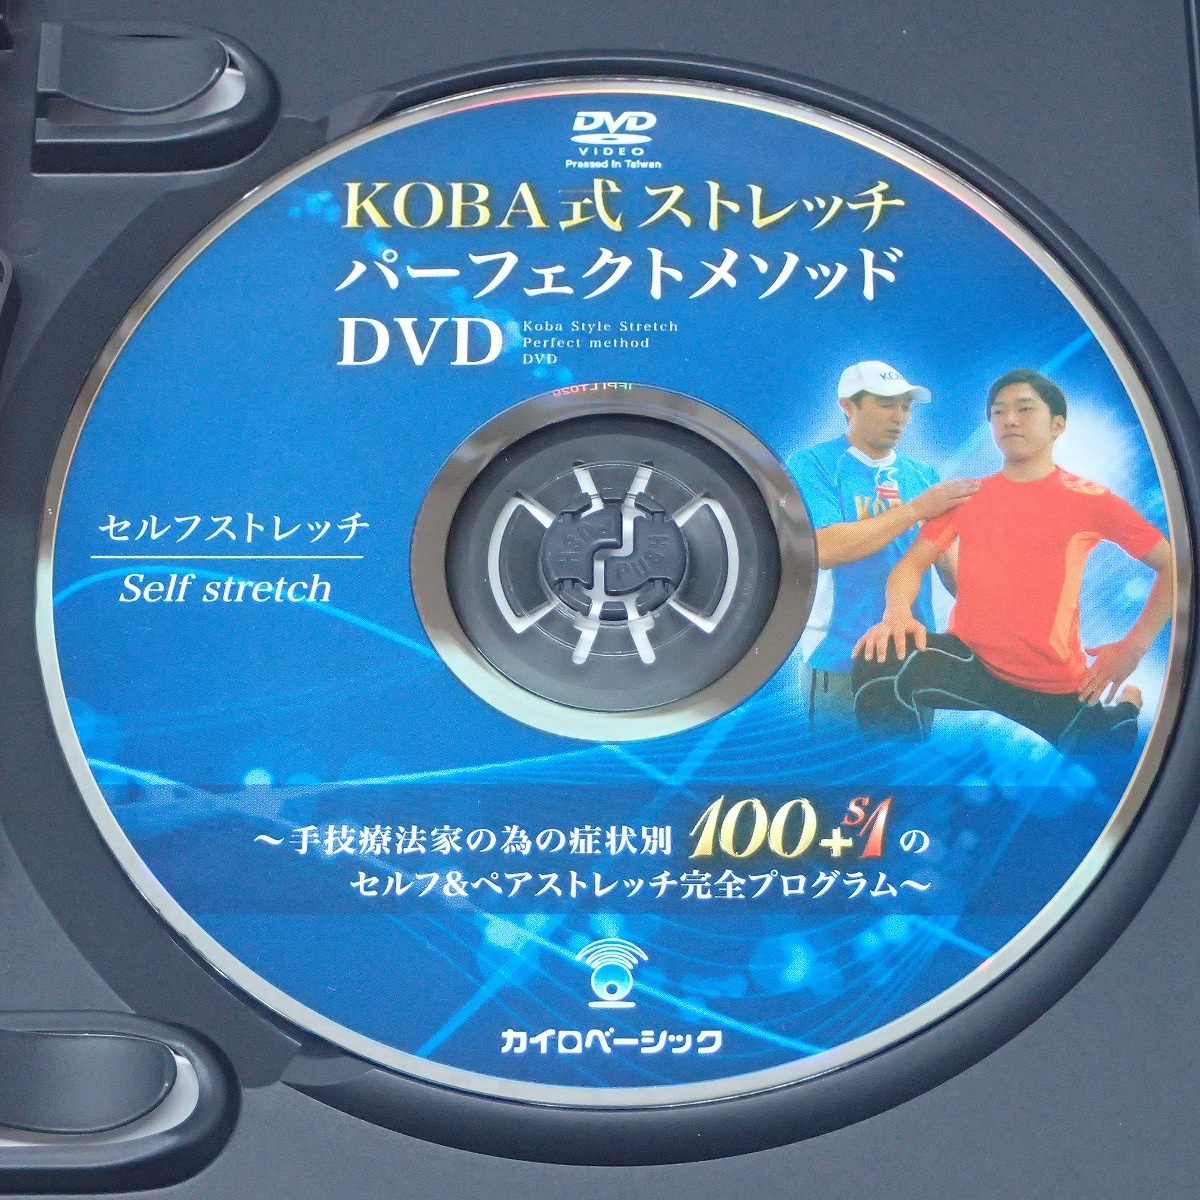 DVD
VIDEO
Pressed in Taiwan
KOBA式ストレッチ
パーフェクトメソッド
DVD
Koba Style Stretch
Perfect method
DVD
セルフストレッチ
Self stretch
Push
Push
～手技療法家の為の症状別 100+S/1の
セルフ&ペアストレッチ完全プログラム～
カイロベーシック